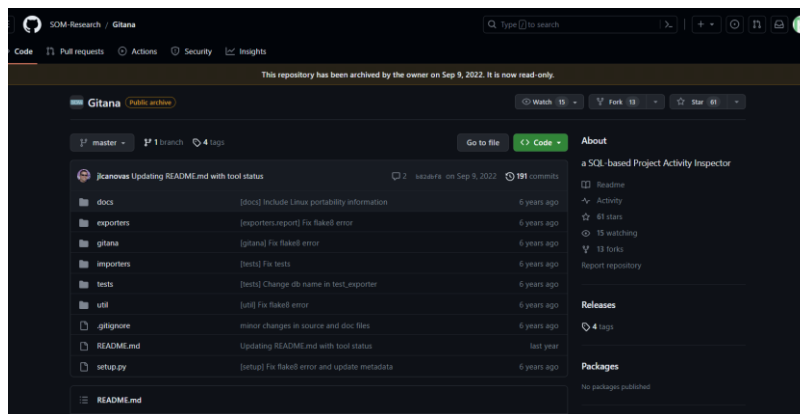 SOM-Research / Gitana
Type / to search
Code Pull requests Actions Security Insights
This repository has been archived by the owner on Sep 9, 2022. It is now read-only.
Gitana Public archive
Watch 15
Fork 13
Star 61
master
1 branch
4 tags
Go to file
Code
jlcanovas Updating README.md with tool status
2
on Sep 9, 2022
191 commits
docs [docs] Include Linux portability information 6 years ago
exporters [exporters.report] Fix flake8 error 6 years ago
gitana [gitana] Fix flake8 error 6 years ago
importers [tests] Fix tests 6 years ago
tests [tests] Change db name in test_exporter 6 years ago
util [util] Fix flake8 error 6 years ago
.gitignore minor changes in source and doc files 6 years ago
README.md Updating README.md with tool status last year
setup.py [setup] Fix flake8 error and update metadata 6 years ago
README.md
About
a SQL-based Project Activity Inspector
Readme
Activity
61 stars
15 watching
13 forks
Report repository
Releases
4 tags
Packages
No packages published